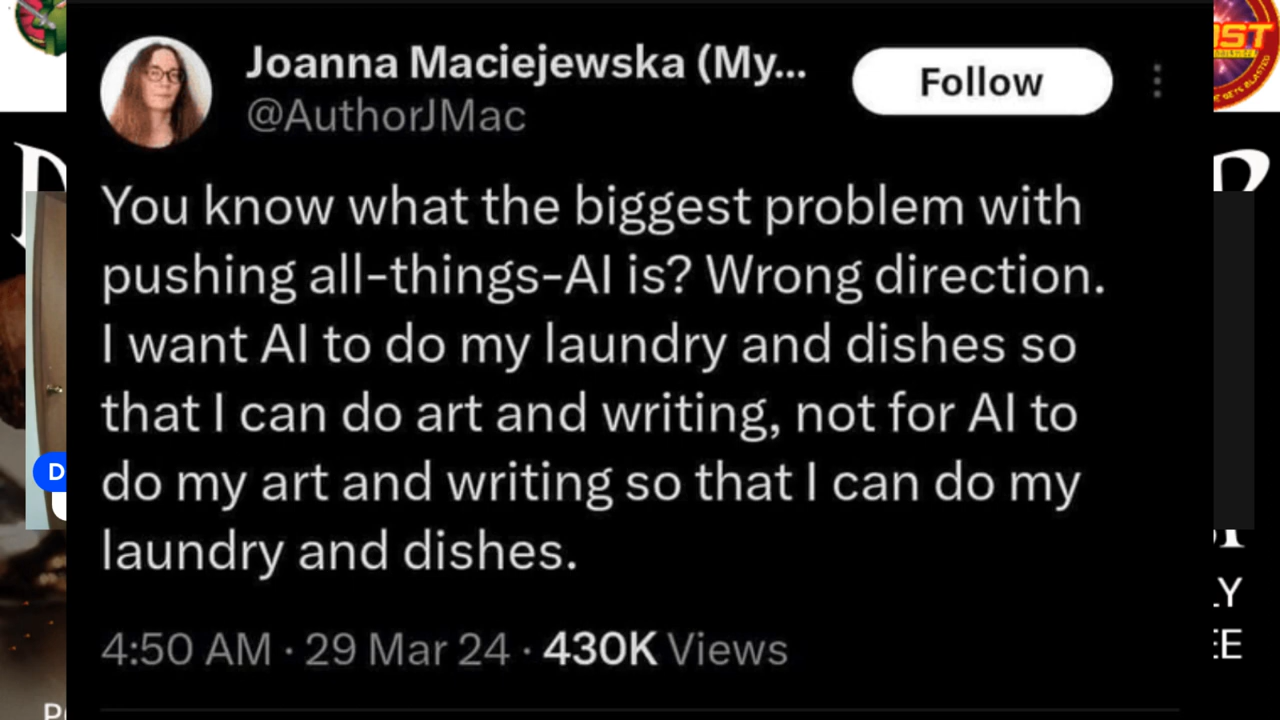 Joanna Maciejewska (My...
@AuthorJMac
Follow
You know what the biggest problem with
pushing all-things-AI is? Wrong direction.
I want AI to do my laundry and dishes so
that I can do art and writing, not for AI to
do my art and writing so that I can do my
laundry and dishes.
4:50 AM · 29 Mar 24 · 430K Views